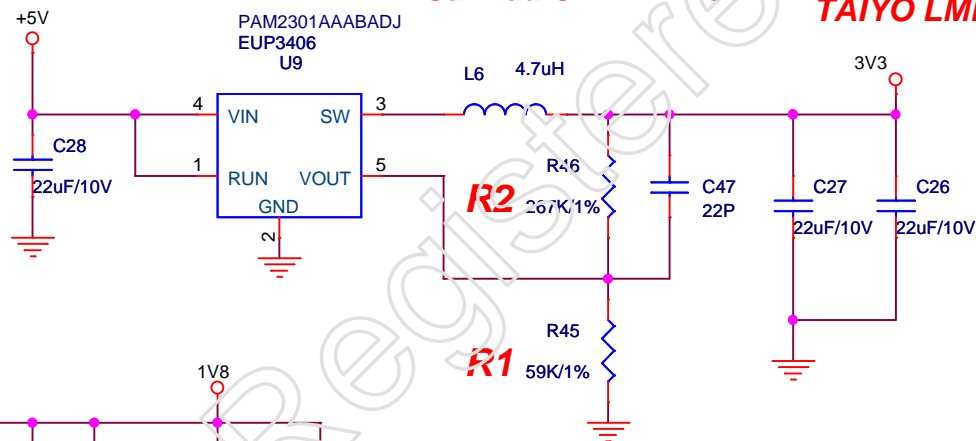 TAIYO LM
+5V
PAM2301AAABADJ
EUP3406
U9
L6 4.7uH
3V3
4 VIN SW 3
1 RUN VOUT 5
GND
2
C28
22uF/10V
R46
R2 267K/1%
C47
22P
C27
22uF/10V
C26
22uF/10V
R45
R1 59K/1%
1V8
Registere